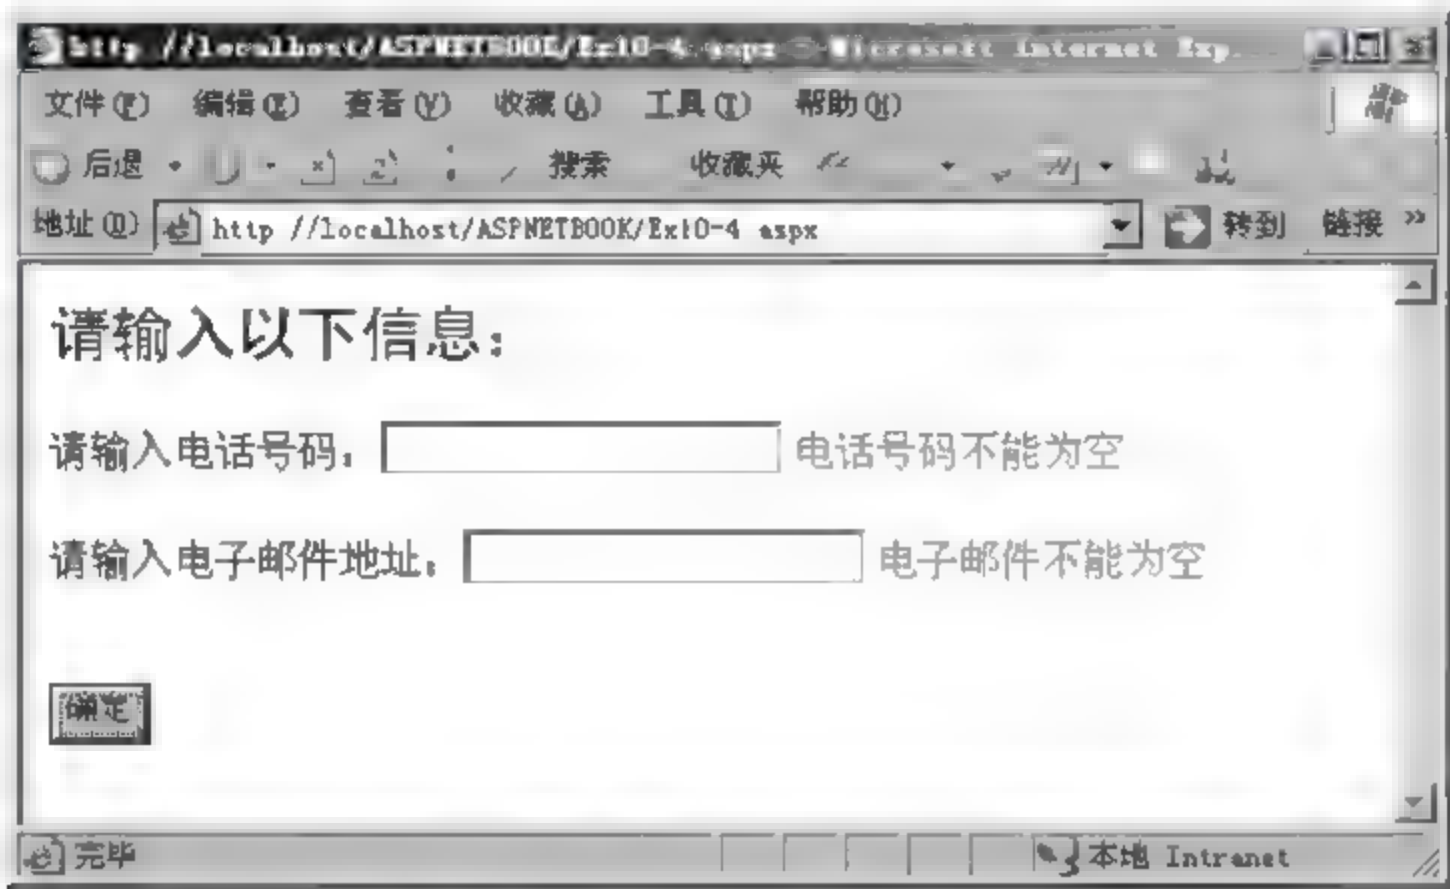 http //localhost/ASPNETBOOK/Ex10-4 aspx - Microsoft Internet Exp...
文件(F) 编辑(E) 查看(V) 收藏(A) 工具(T) 帮助(H)
后退 搜索 收藏夹
地址(D) http //localhost/ASPNETBOOK/Ex10-4 aspx 转到 链接 »
请输入以下信息：
请输入电话号码： 电话号码不能为空
请输入电子邮件地址： 电子邮件不能为空
确定
完毕 本地 Intranet